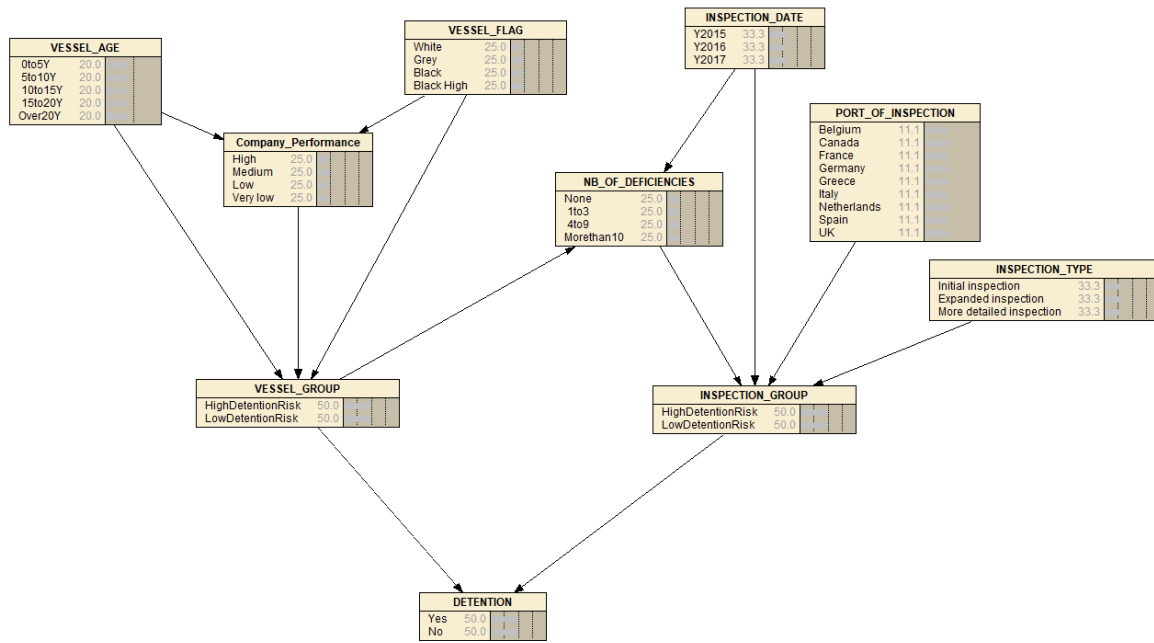 VESSEL_AGE
0to5Y 20.0
5to10Y 20.0
10to15Y 20.0
15to20Y 20.0
Over20Y 20.0
VESSEL_FLAG
White 25.0
Grey 25.0
Black 25.0
Black High 25.0
INSPECTION_DATE
Y2015 33.3
Y2016 33.3
Y2017 33.3
Company_Performance
High 25.0
Medium 25.0
Low 25.0
Very low 25.0
PORT_OF_INSPECTION
Belgium 11.1
Canada 11.1
France 11.1
Germany 11.1
Greece 11.1
Italy 11.1
Netherlands 11.1
Spain 11.1
UK 11.1
NB_OF_DEFICIENCIES
None 25.0
1to3 25.0
4to9 25.0
Morethan10 25.0
INSPECTION_TYPE
Initial inspection 33.3
Expanded inspection 33.3
More detailed inspection 33.3
VESSEL_GROUP
HighDetentionRisk 50.0
LowDetentionRisk 50.0
INSPECTION_GROUP
HighDetentionRisk 50.0
LowDetentionRisk 50.0
DETENTION
Yes 50.0
No 50.0